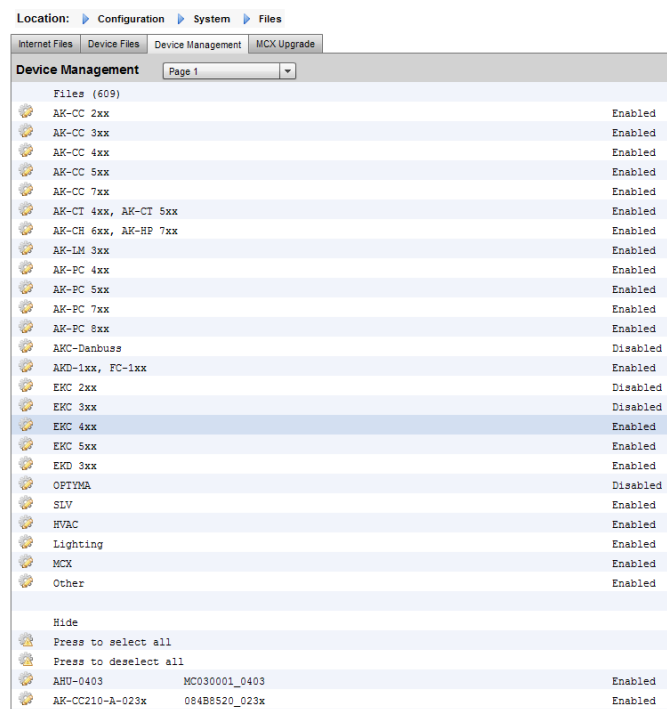 Location: Configuration System Files
Internet Files Device Files Device Management MCX Upgrade
Device Management Page 1
Files (609)
AK-CC 2xx Enabled
AK-CC 3xx Enabled
AK-CC 4xx Enabled
AK-CC 5xx Enabled
AK-CC 7xx Enabled
AK-CT 4xx, AK-CT 5xx Enabled
AK-CH 6xx, AK-HP 7xx Enabled
AK-LM 3xx Enabled
AK-PC 4xx Enabled
AK-PC 5xx Enabled
AK-PC 7xx Enabled
AK-PC 8xx Enabled
AKC-Danbuss Disabled
AKD-1xx, FC-1xx Enabled
EKC 2xx Disabled
EKC 3xx Disabled
EKC 4xx Enabled
EKC 5xx Enabled
EKD 3xx Enabled
OPTYMA Disabled
SLV Enabled
HVAC Enabled
Lighting Enabled
MCX Enabled
Other Enabled
Hide
Press to select all
Press to deselect all
AHU-0403 MC030001_0403 Enabled
AK-CC210-A-023x 084B8520_023x Enabled